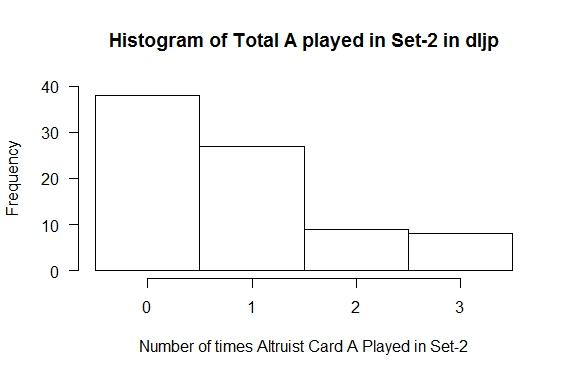 Histogram of Total A played in Set-2 in dljp
Frequency
40
30
20
10
0
0 1 2 3
Number of times Altruist Card A Played in Set-2